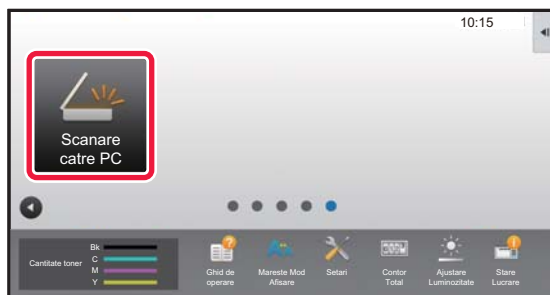 10:15
Scanare
catre PC
Cantitate toner
Bk
C
M
Y
Ghid de
operare
Mareste Mod
Afisare
Setari
Contor
Total
Ajustare
Luminozitate
Stare
Lucrare